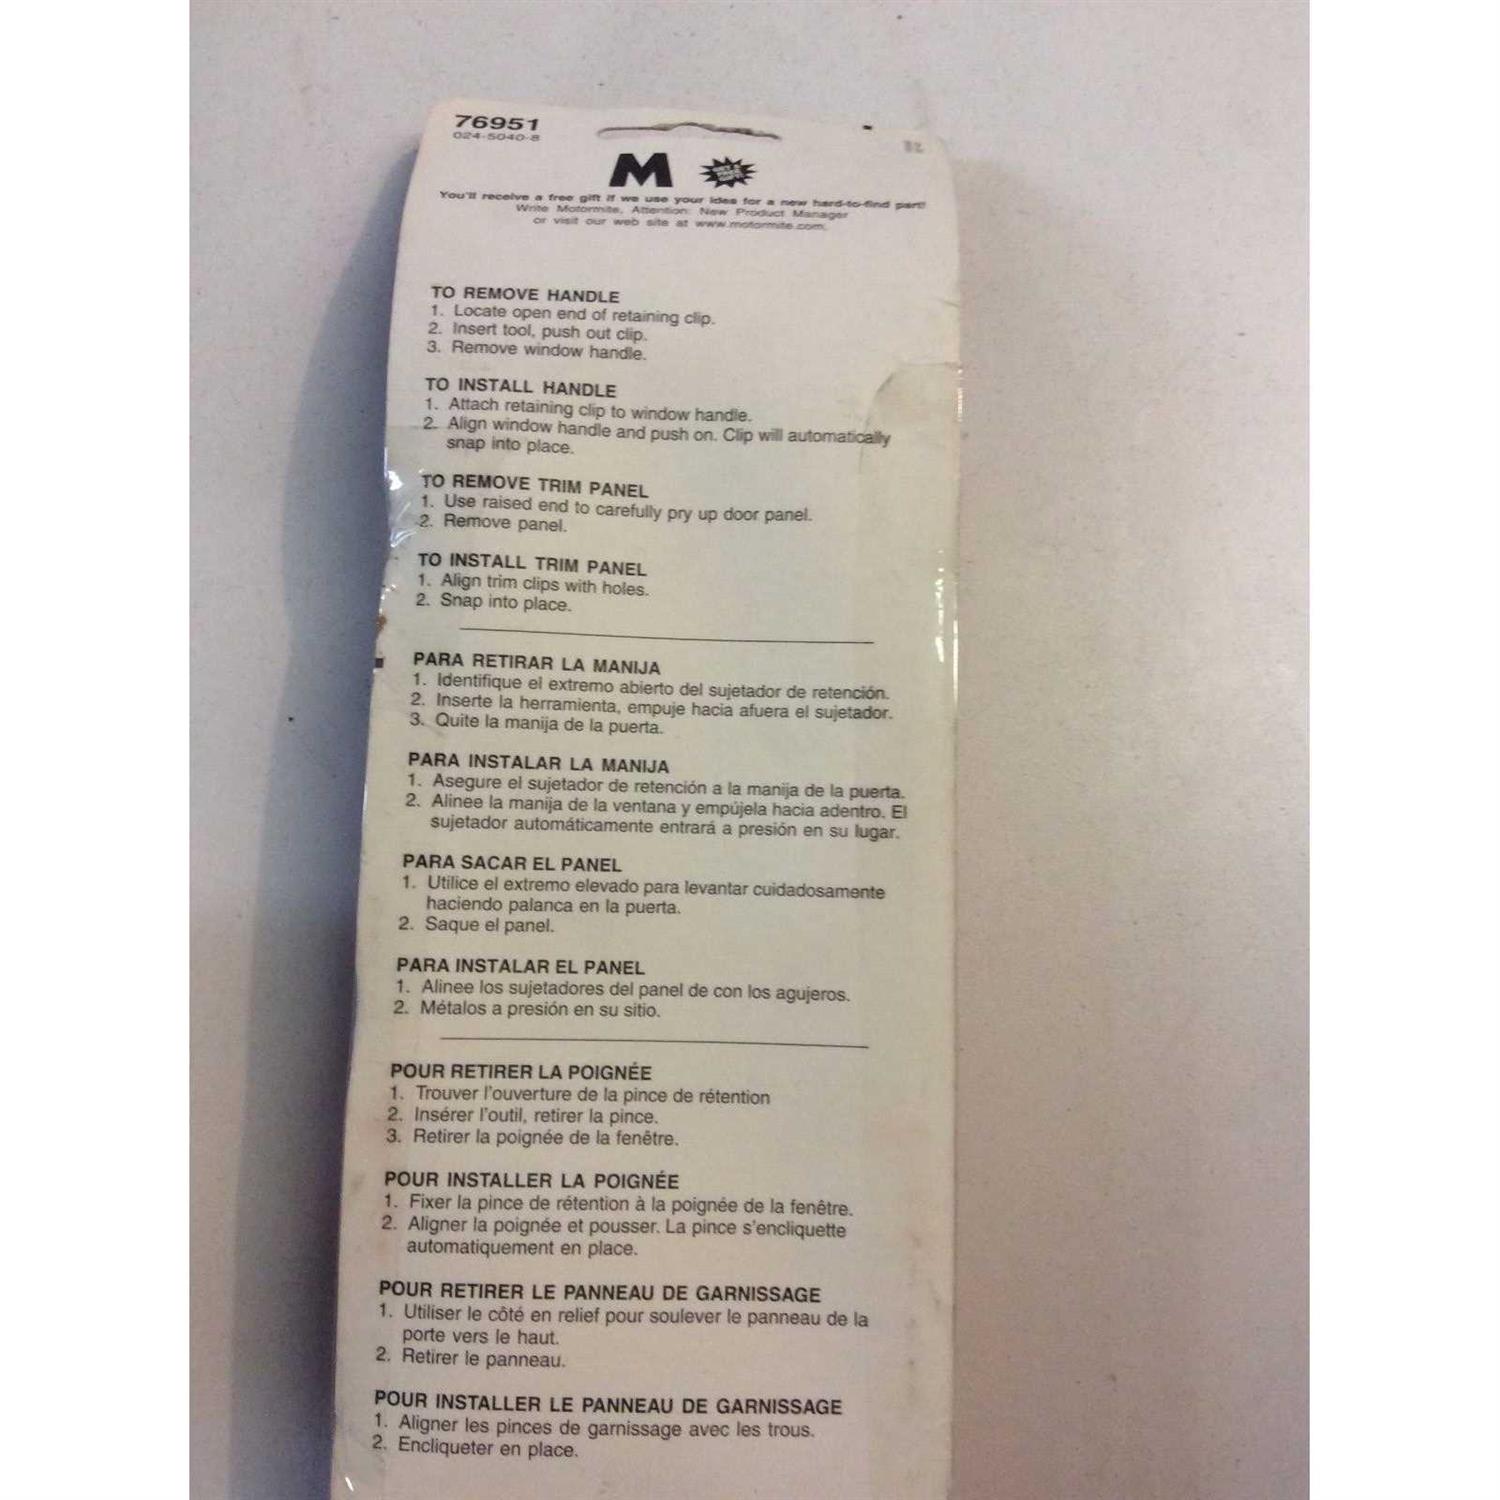 76951
024-5040-8
M
You'll receive a free gift if we use your idea for a new hard-to-find part!
Write Motormite, Attention: New Product Manager
or visit our web site at www.motormite.com.
TO REMOVE HANDLE
1. Locate open end of retaining clip.
2. Insert tool, push out clip.
3. Remove window handle.
TO INSTALL HANDLE
1. Attach retaining clip to window handle.
2. Align window handle and push on. Clip will automatically
snap into place.
TO REMOVE TRIM PANEL
1. Use raised end to carefully pry up door panel.
2. Remove panel.
TO INSTALL TRIM PANEL
1. Align trim clips with holes.
2. Snap into place.
PARA RETIRAR LA MANIJA
1. Identifique el extremo abierto del sujetador de retención.
2. Inserte la herramienta, empuje hacia afuera el sujetador.
3. Quite la manija de la puerta.
PARA INSTALAR LA MANIJA
1. Asegure el sujetador de retención a la manija de la puerta.
2. Alinee la manija de la ventana y empújela hacia adentro. El
sujetador automáticamente entrará a presión en su lugar.
PARA SACAR EL PANEL
1. Utilice el extremo elevado para levantar cuidadosamente
haciendo palanca en la puerta.
2. Saque el panel.
PARA INSTALAR EL PANEL
1. Alinee los sujetadores del panel de con los agujeros.
2. Métalos a presión en su sitio.
POUR RETIRER LA POIGNÉE
1. Trouver l'ouverture de la pince de rétention
2. Insérer l'outil, retirer la pince.
3. Retirer la poignée de la fenêtre.
POUR INSTALLER LA POIGNÉE
1. Fixer la pince de rétention à la poignée de la fenêtre.
2. Aligner la poignée et pousser. La pince s'encliquette
automatiquement en place.
POUR RETIRER LE PANNEAU DE GARNISSAGE
1. Utiliser le côté en relief pour soulever le panneau de la
porte vers le haut.
2. Retirer le panneau.
POUR INSTALLER LE PANNEAU DE GARNISSAGE
1. Aligner les pinces de garnissage avec les trous.
2. Encliqueter en place.